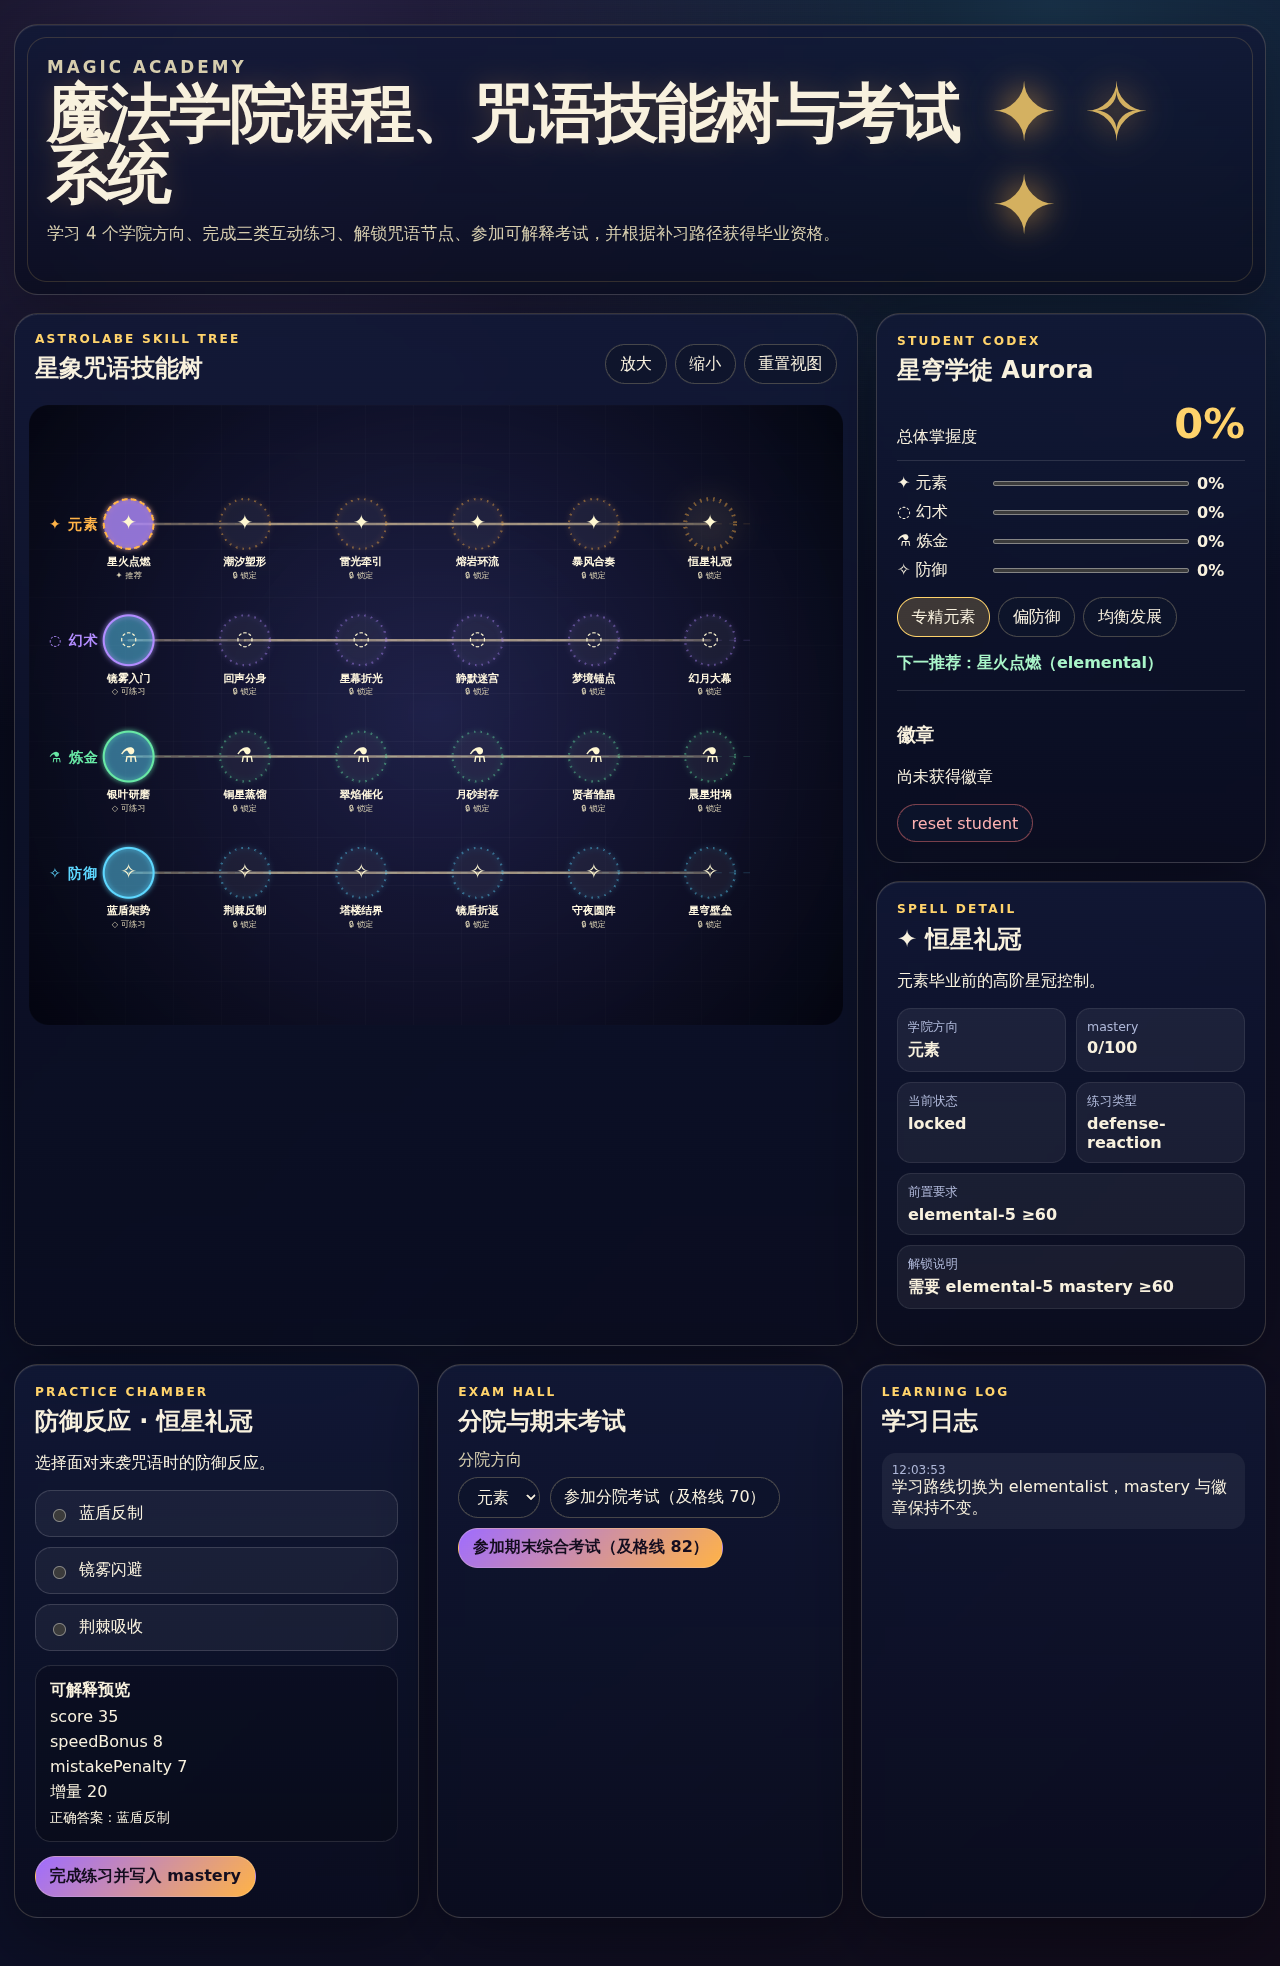 MAGIC ACADEMY
魔法学院课程、咒语技能树与考试
系统
学习 4 个学院方向、完成三类互动练习、解锁咒语节点、参加可解释考试，并根据补习路径获得毕业资格。
ASTROLABE SKILL TREE
星象咒语技能树
放大 缩小 重置视图
元素
星火点燃 潮汐塑形 雷光牵引 熔岩环流 暴风合奏 恒星礼冠
✦ 推荐 锁定 锁定 锁定 锁定 锁定
幻术
镜雾入门 回声分身 星幕折光 静默迷宫 梦境锚点 幻月大幕
◇ 可练习 锁定 锁定 锁定 锁定 锁定
炼金
银叶研磨 铜星蒸馏 翠焰催化 月砂封存 贤者雏晶 晨星坩埚
◇ 可练习 锁定 锁定 锁定 锁定 锁定
防御
蓝盾架势 荆棘反制 塔楼结界 镜盾折返 守夜圆阵 星穹壁垒
◇ 可练习 锁定 锁定 锁定 锁定 锁定
STUDENT CODEX
星穹学徒 Aurora
总体掌握度 0%
✦ 元素 0%
幻术 0%
⚗ 炼金 0%
✧ 防御 0%
专精元素 偏防御 均衡发展
下一推荐：星火点燃（elemental）
徽章
尚未获得徽章
reset student
SPELL DETAIL
✦ 恒星礼冠
元素毕业前的高阶星冠控制。
学院方向 mastery
元素 0/100
当前状态 练习类型
locked defense-
reaction
前置要求
elemental-5 ≥60
解锁说明
需要 elemental-5 mastery ≥60
PRACTICE CHAMBER
防御反应 · 恒星礼冠
选择面对来袭咒语时的防御反应。
蓝盾反制
镜雾闪避
荆棘吸收
可解释预览
score 35
speedBonus 8
mistakePenalty 7
增量 20
正确答案：蓝盾反制
完成练习并写入 mastery
EXAM HALL
分院与期末考试
分院方向
元素 参加分院考试（及格线 70）
参加期末综合考试（及格线 82）
LEARNING LOG
学习日志
12:03:53
学习路线切换为 elementalist，mastery 与徽
章保持不变。